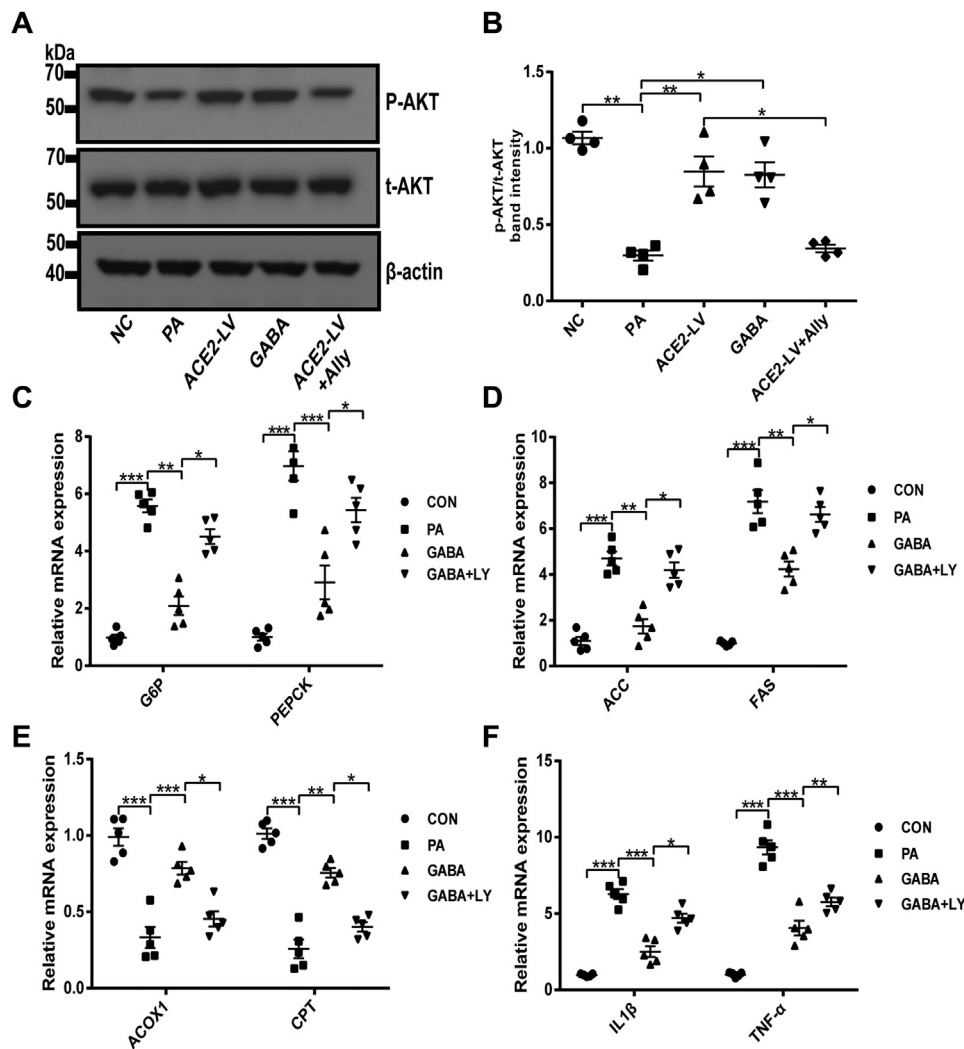 A
kDa
70
50
P-AKT
70
50
t-AKT
50
40
β-actin
NC
PA
ACE2-LV
GABA
ACE2-LV
+Ally
B
p-AKT/t-AKT
band intensity
1.5
1.0
0.5
0.0
**
**
*
*
NC
PA
ACE2-LV
GABA
ACE2-LV+Ally
C
Relative mRNA expression
8
6
4
2
0
*** ** *
*** *** *
G6P
PEPCK
CON
PA
GABA
GABA+LY
D
Relative mRNA expression
10
8
6
4
2
0
*** ** *
*** ** *
ACC
FAS
CON
PA
GABA
GABA+LY
E
Relative mRNA expression
1.5
1.0
0.5
0.0
*** *** *
*** ** *
ACOX1
CPT
CON
PA
GABA
GABA+LY
F
Relative mRNA expression
15
10
5
0
*** *** *
*** *** **
IL1β
TNF-α
CON
PA
GABA
GABA+LY